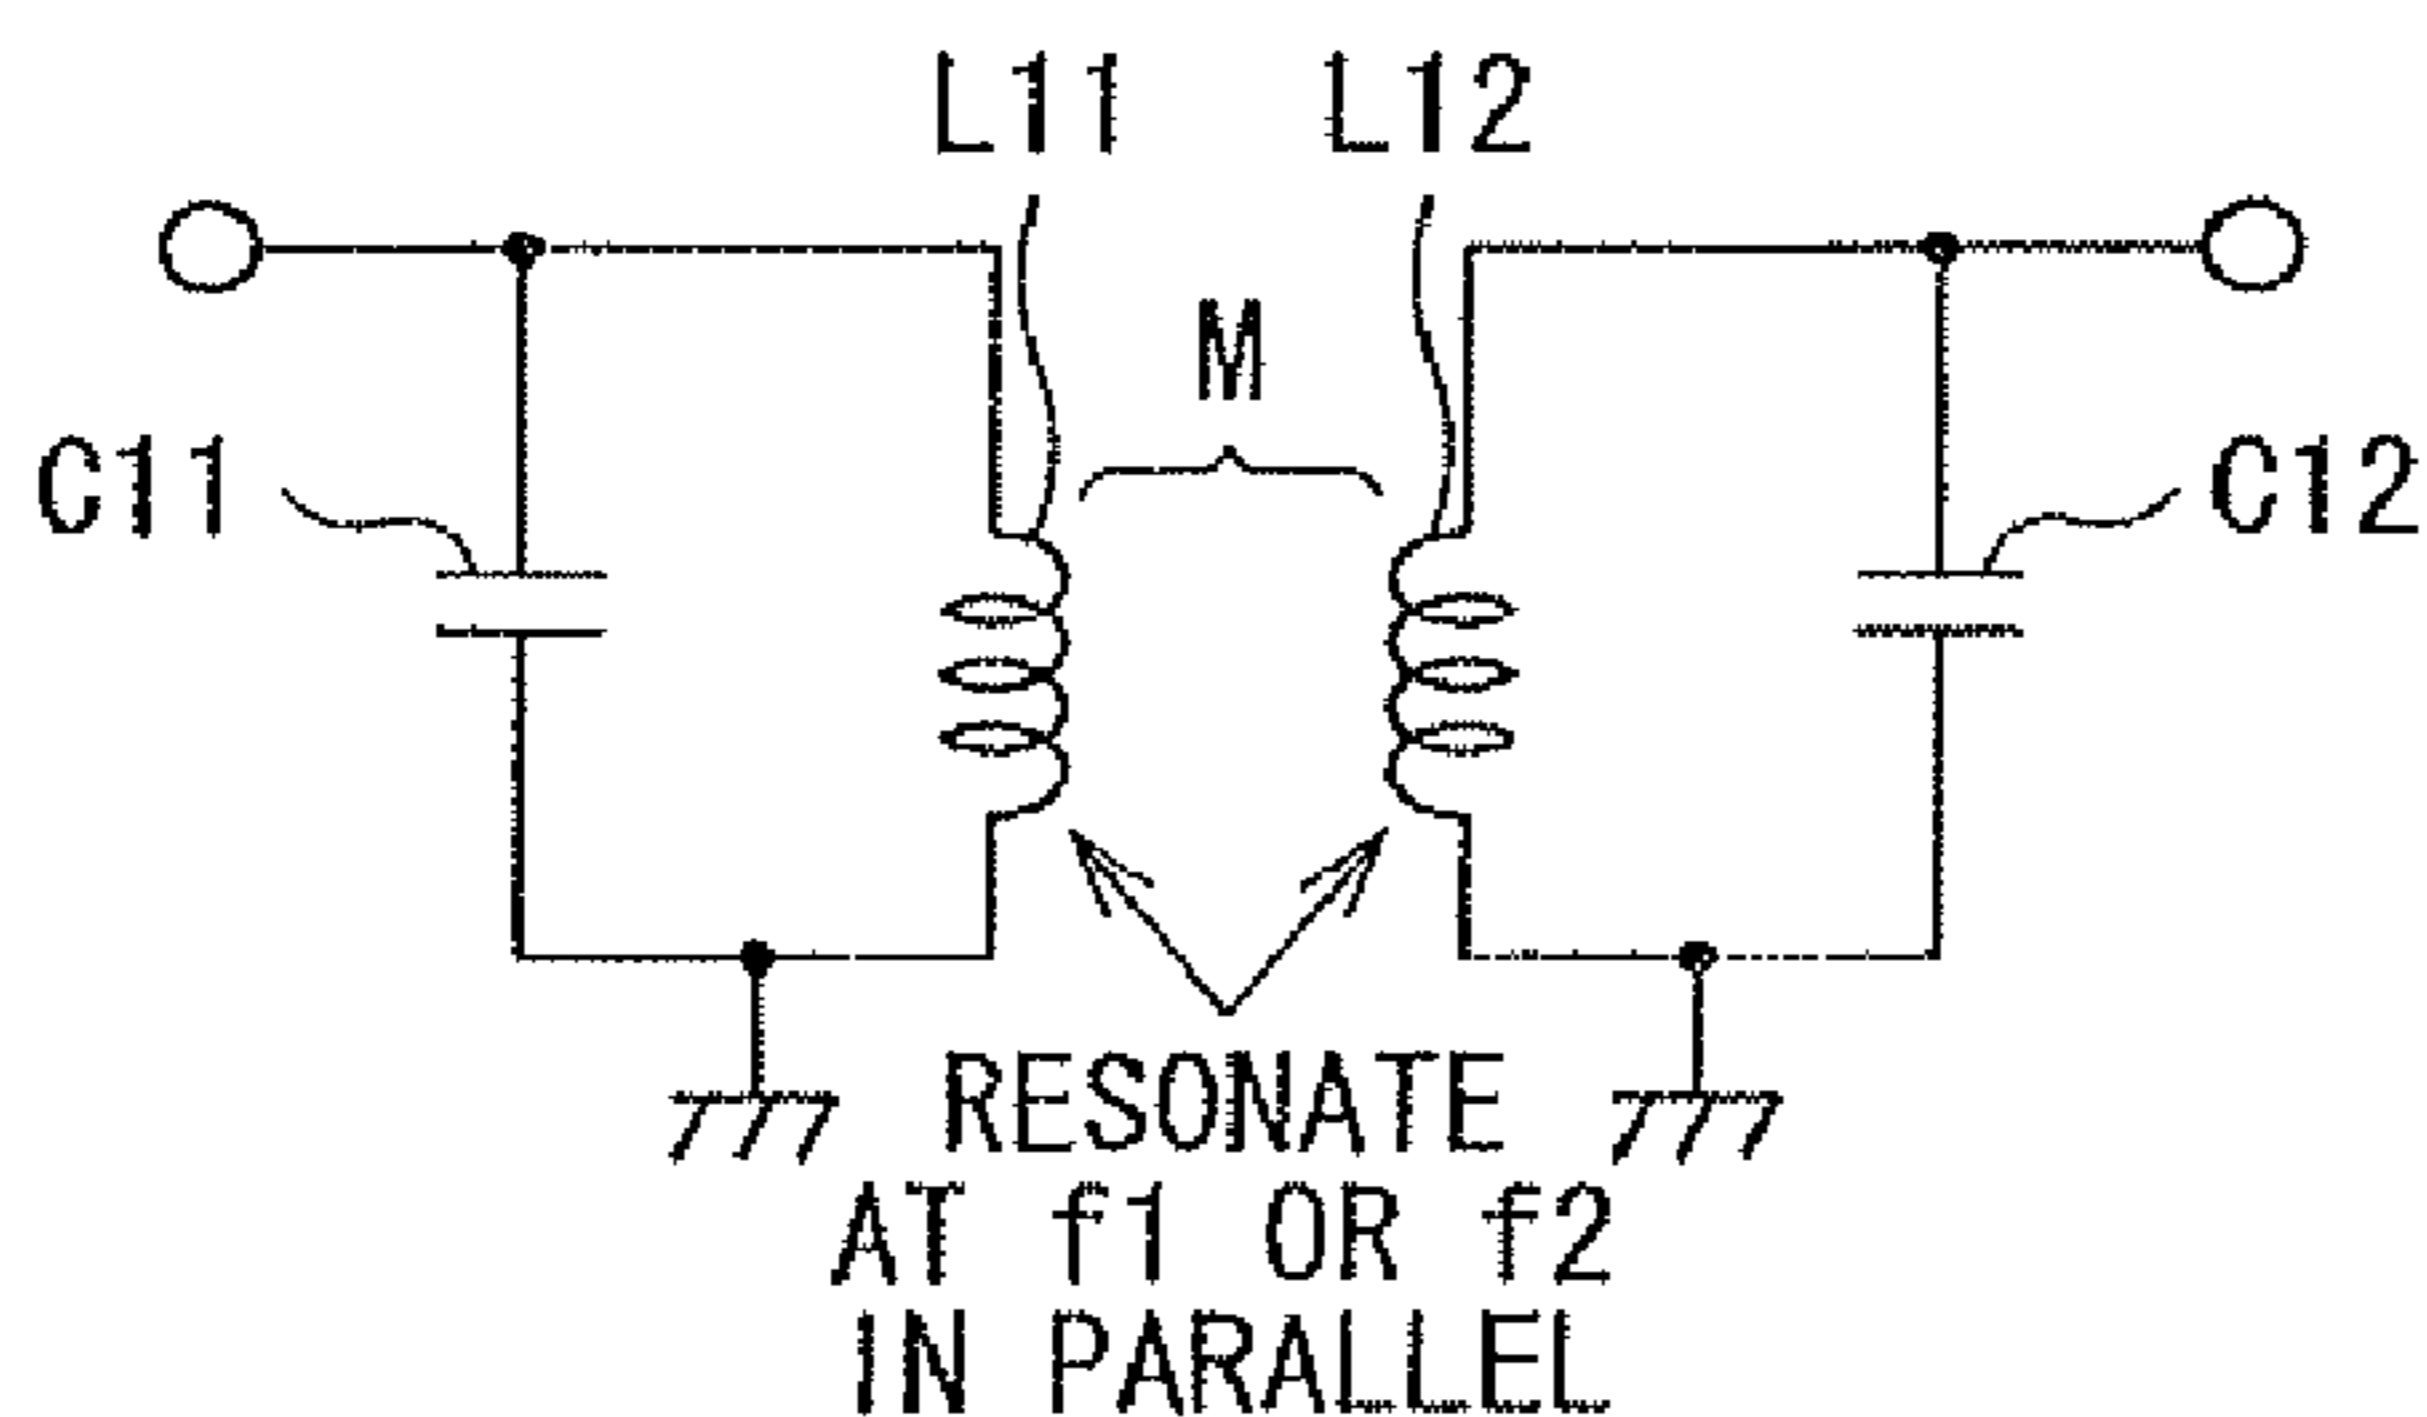 L11 L12
M
C11 C12
RESONATE
AT f1 OR f2
IN PARALLEL